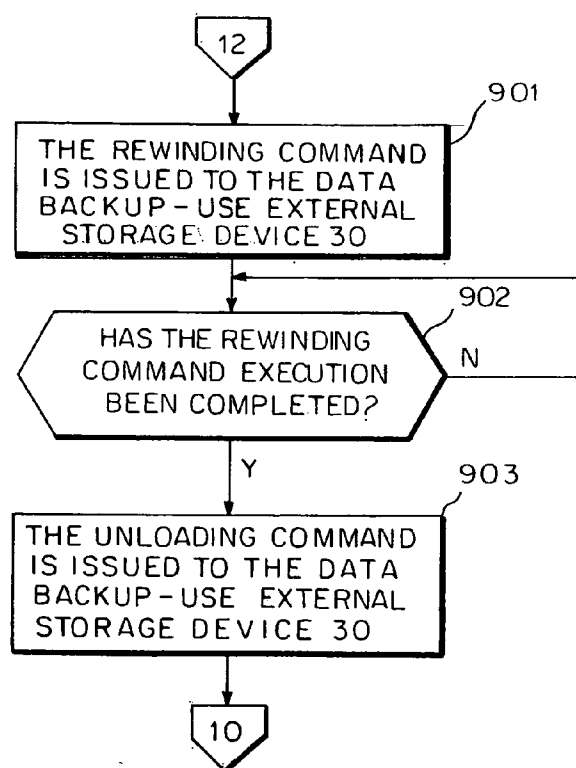 12
901
THE REWINDING COMMAND
IS ISSUED TO THE DATA
BACKUP-USE EXTERNAL
STORAGE DEVICE 30
902
HAS THE REWINDING
COMMAND EXECUTION
BEEN COMPLETED?
N
Y
903
THE UNLOADING COMMAND
IS ISSUED TO THE DATA
BACKUP-USE EXTERNAL
STORAGE DEVICE 30
10